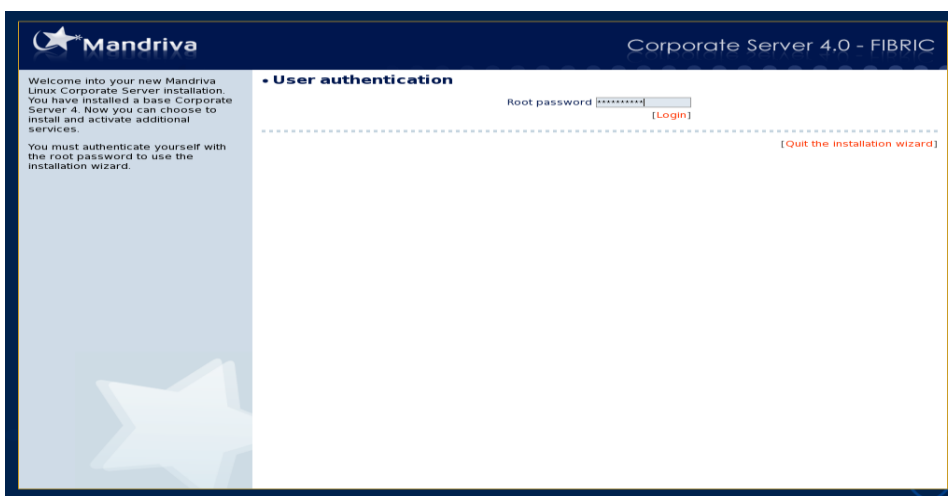 Mandriva
Corporate Server 4.0 - FIBRIC
Welcome into your new Mandriva
Linux Corporate Server installation.
You have installed a base Corporate
Server 4. Now you can choose to
install and activate additional
services.
You must authenticate yourself with
the root password to use the
installation wizard.
• User authentication
Root password **********
[Login]
[Quit the installation wizard]